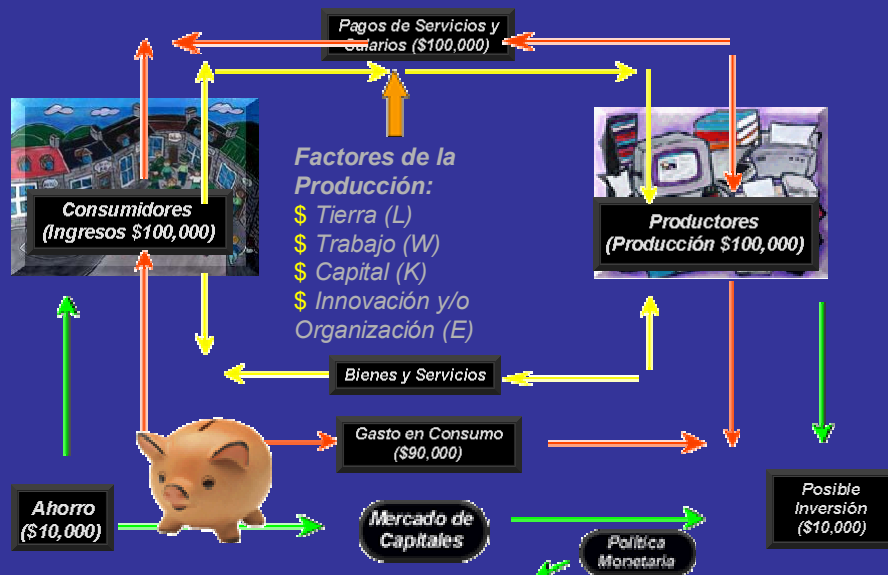 Pagos de Servicios y
Salarios ($100,000)
Consumidores
(Ingresos $100,000)
Factores de la
Producción:
$ Tierra (L)
$ Trabajo (W)
$ Capital (K)
$ Innovación y/o
Organización (E)
Productores
(Producción $100,000)
Bienes y Servicios
Gasto en Consumo
($90,000)
Ahorro
($10,000)
Mercado de
Capitales
Posible
Inversión
($10,000)
Política
Monetaria